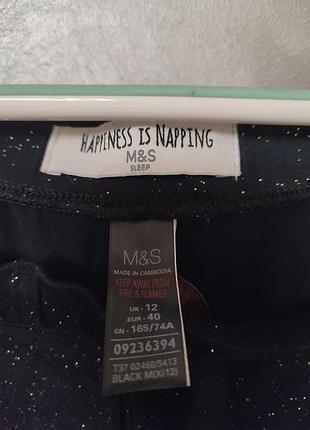 HAPPINESS IS NAPPING
M&S
SLEEP
M&S
MADE IN CAMBODIA
KEEP AWAY FROM
FIRE & FLAMES
UK - 12
EUR - 40
CN - 165/74A
09236394
T37 02460/5413
BLACK MIX(12)